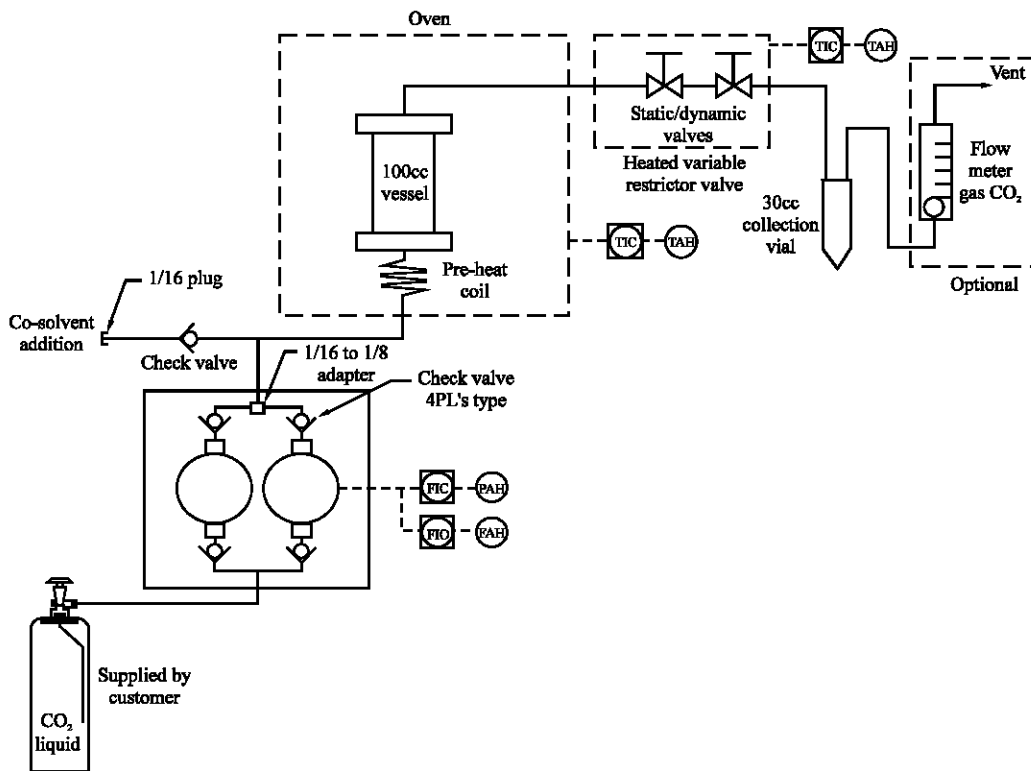 Oven
TIC
TAH
Vent
Static/dynamic
valves
Heated variable
restrictor valve
100cc
vessel
Flow
meter
gas CO₂
30cc
collection
vial
TIC
TAH
Pre-heat
coil
Optional
1/16 plug
Co-solvent
addition
Check valve
1/16 to 1/8
adapter
Check valve
4PL's type
FIC
PAH
FIO
FAH
Supplied by
customer
CO₂
liquid